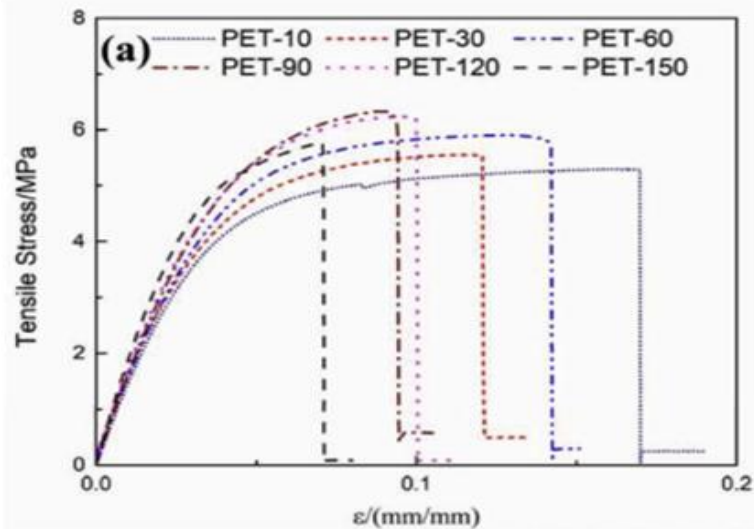 (a) PET-10 PET-30 PET-60
PET-90 PET-120 PET-150
Tensile Stress/MPa
8
6
4
2
0
0.0 0.1 0.2
ε/(mm/mm)